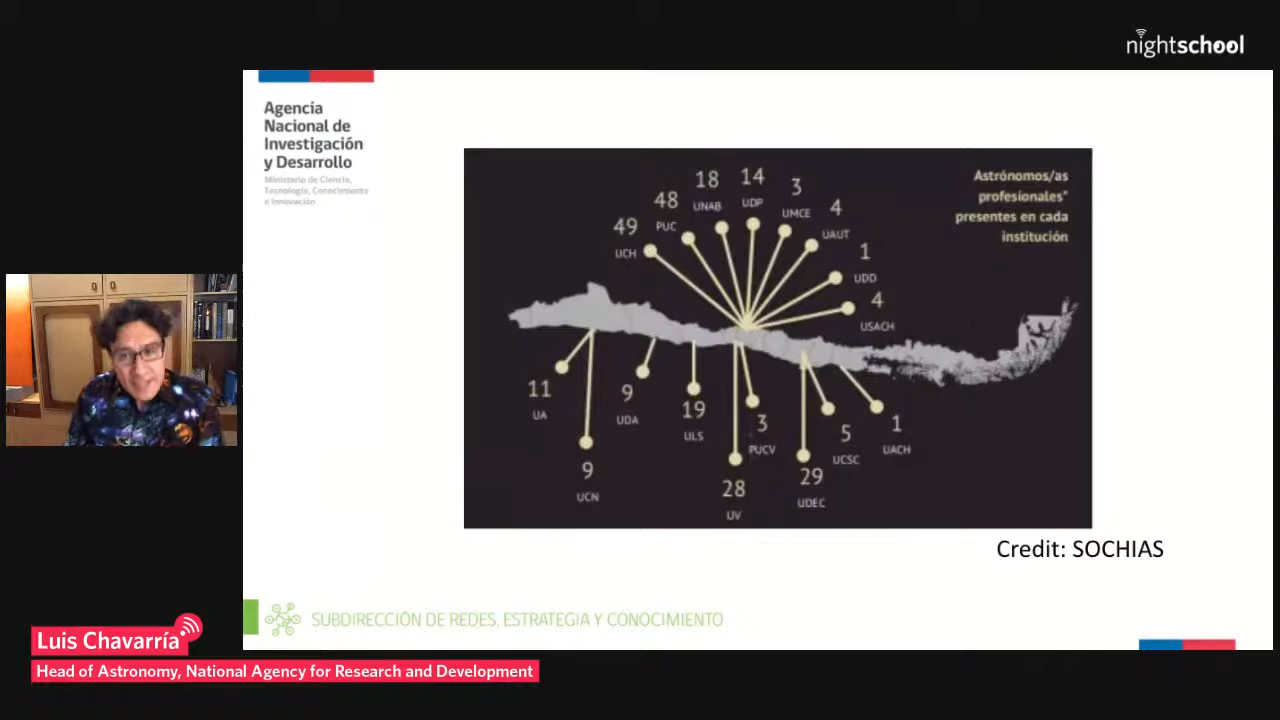 nightschool
Agencia
Nacional de
Investigación
y Desarrollo
Ministerio de Ciencia,
Tecnología, Conocimiento
e Innovación
Astrónomos/as
profesionales*
presentes en cada
institución
49
UCH
48
PUC
18
UNAB
14
UDP
3
UMCE
4
UAUT
1
UDD
4
USACH
11
UA
9
UCN
9
UDA
19
ULS
28
UV
3
PUCV
29
UDEC
5
UCSC
1
UACH
Credit: SOCHIAS
SUBDIRECCIÓN DE REDES, ESTRATEGIA Y CONOCIMIENTO
Luis Chavarría
Head of Astronomy, National Agency for Research and Development